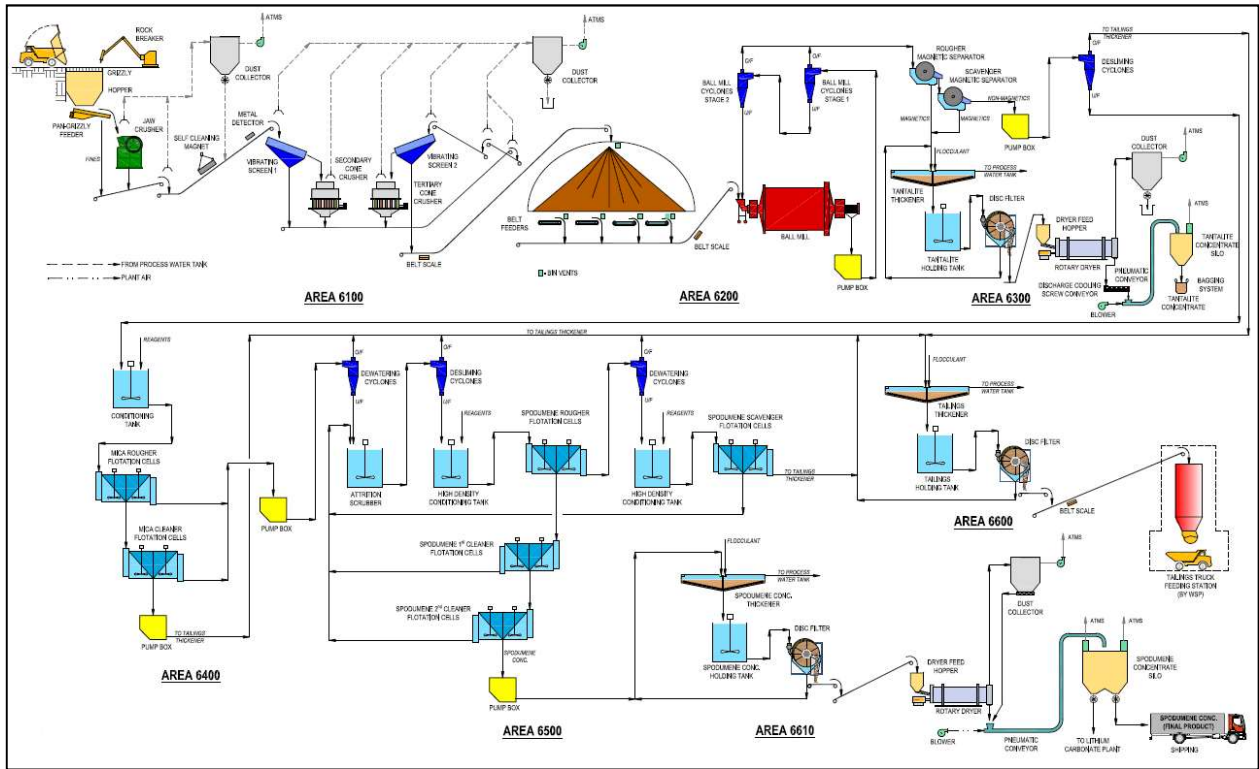 ROCK
BREAKER
GRIZZLY
HOPPER
PAN-GRIZZLY
FEEDER
FINES
JAW
CRUSHER
SELF CLEANING
MAGNET
METAL
DETECTOR
ATMS
DUST
COLLECTOR
VIBRATING
SCREEN 1
SECONDARY
CONE
CRUSHER
VIBRATING
SCREEN 2
TERTIARY
CONE
CRUSHER
BELT SCALE
ATMS
DUST
COLLECTOR
FROM PROCESS WATER TANK
PLANT AIR
AREA 6100
BELT
FEEDERS
BIN VENTS
BELT SCALE
O/F
O/F
BALL MILL
CYCLONES
STAGE 2
BALL MILL
CYCLONES
STAGE 1
U/F
U/F
BALL MILL
PUMP BOX
AREA 6200
ROUGHER
MAGNETIC SEPARATOR
SCAVENGER
MAGNETIC SEPARATOR
NON-MAGNETICS
MAGNETICS
MAGNETICS
PUMP BOX
TO TAILINGS
THICKENER
O/F
DESLIMING
CYCLONES
U/F
FLOCCULANT
TO PROCESS
WATER TANK
TANTALITE
THICKENER
TANTALITE
HOLDING TANK
DISC FILTER
DRYER FEED
HOPPER
ROTARY DRYER
DUST
COLLECTOR
ATMS
ATMS
PNEUMATIC
CONVEYOR
DISCHARGE COOLING
SCREW CONVEYOR
BLOWER
TANTALITE
CONCENTRATE
SILO
BAGGING
SYSTEM
TANTALITE
CONCENTRATE
AREA 6300
REAGENTS
CONDITIONING
TANK
MICA ROUGHER
FLOTATION CELLS
MICA CLEANER
FLOTATION CELLS
PUMP BOX
TO TAILINGS
THICKENER
AREA 6400
PUMP BOX
TO TAILINGS THICKENER
O/F
DEWATERING
CYCLONES
U/F
O/F
DESLIMING
CYCLONES
U/F
REAGENTS
ATTRITION
SCRUBBER
HIGH DENSITY
CONDITIONING TANK
SPODUMENE ROUGHER
FLOTATION CELLS
O/F
DEWATERING
CYCLONES
U/F
REAGENTS
HIGH DENSITY
CONDITIONING TANK
SPODUMENE SCAVENGER
FLOTATION CELLS
TO TAILINGS
THICKENER
SPODUMENE 1ST CLEANER
FLOTATION CELLS
SPODUMENE 2ND CLEANER
FLOTATION CELLS
SPODUMENE
CONC.
PUMP BOX
AREA 6500
FLOCCULANT
TO PROCESS
WATER TANK
TAILINGS
THICKENER
TAILINGS
HOLDING TANK
DISC FILTER
BELT SCALE
AREA 6600
TAILINGS TRUCK
FEEDING STATION
(BY WSP)
FLOCCULANT
TO PROCESS
WATER TANK
SPODUMENE CONC.
THICKENER
SPODUMENE CONC.
HOLDING TANK
DISC FILTER
AREA 6610
DRYER FEED
HOPPER
ROTARY DRYER
BLOWER
PNEUMATIC
CONVEYOR
DUST
COLLECTOR
ATMS
ATMS
ATMS
SPODUMENE
CONCENTRATE
SILO
TO LITHIUM
CARBONATE PLANT
SPODUMENE CONC.
(FINAL PRODUCT)
SHIPPING